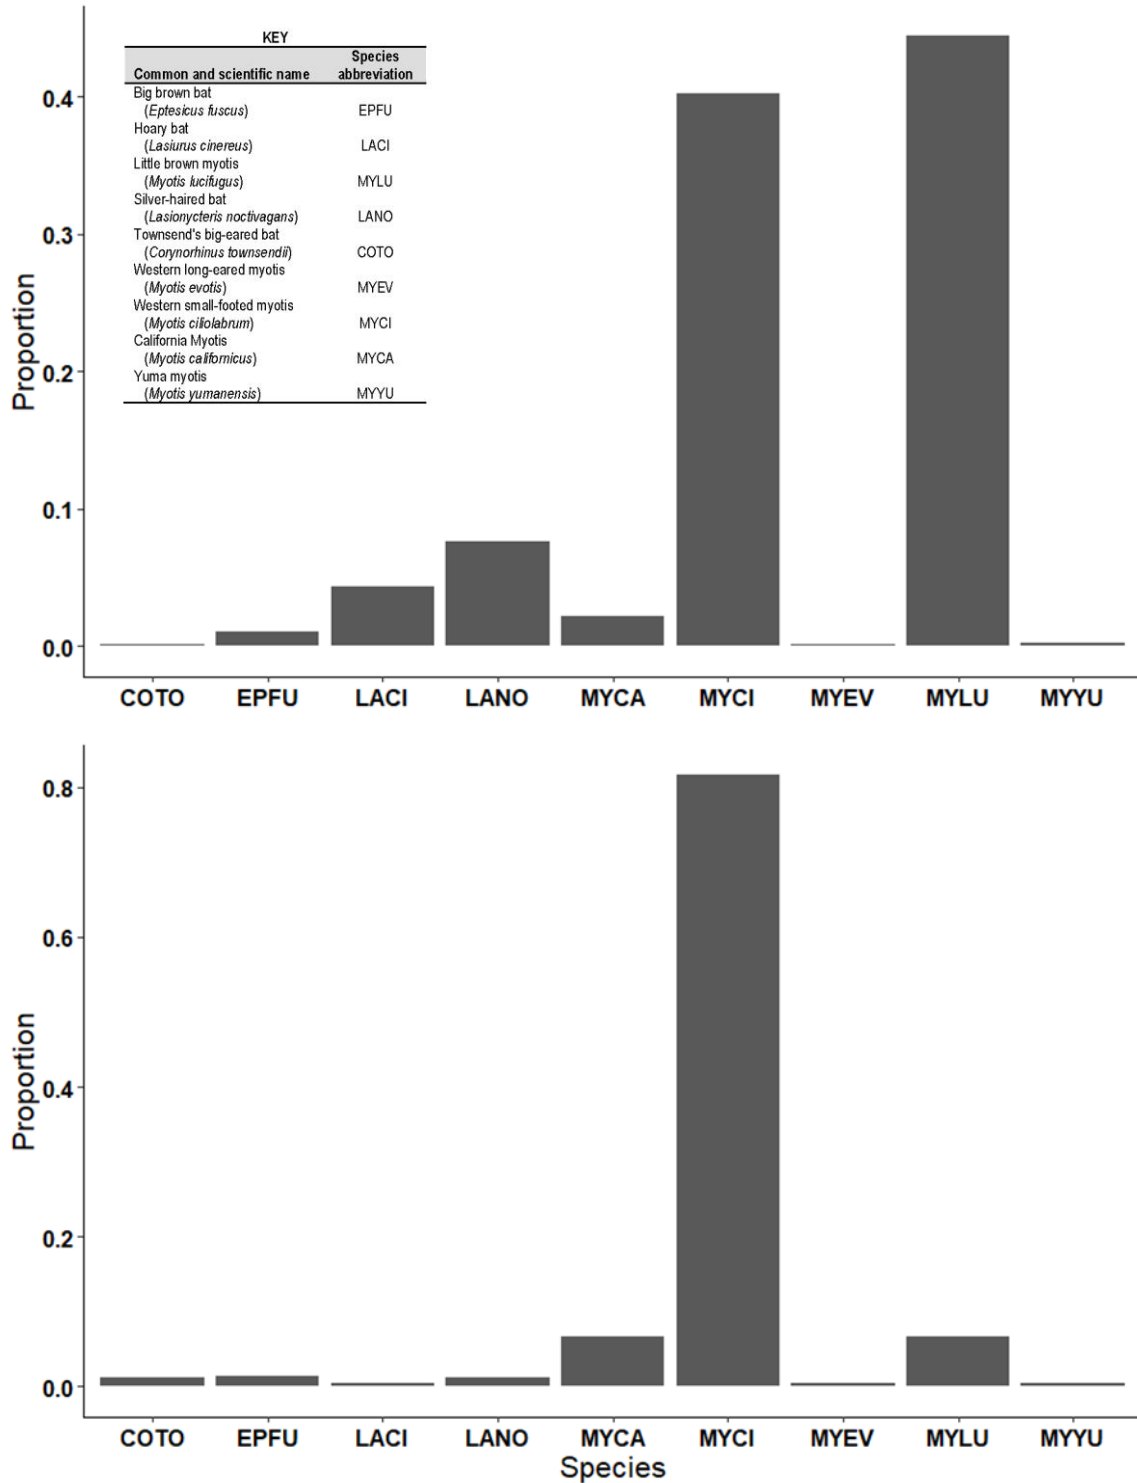 KEY
Common and scientific name Species abbreviation
Big brown bat
(Eptesicus fuscus) EPFU
Hoary bat
(Lasiurus cinereus) LACI
Little brown myotis
(Myotis lucifugus) MYLU
Silver-haired bat
(Lasionycteris noctivagans) LANO
Townsend's big-eared bat
(Corynorhinus townsendii) COTO
Western long-eared myotis
(Myotis evotis) MYEV
Western small-footed myotis
(Myotis ciliolabrum) MYCI
California Myotis
(Myotis californicus) MYCA
Yuma myotis
(Myotis yumanensis) MYYU
Proportion
0.4
0.3
0.2
0.1
0.0
COTO EPFU LACI LANO MYCA MYCI MYEV MYLU MYYU
Proportion
0.8
0.6
0.4
0.2
0.0
COTO EPFU LACI LANO MYCA MYCI MYEV MYLU MYYU
Species